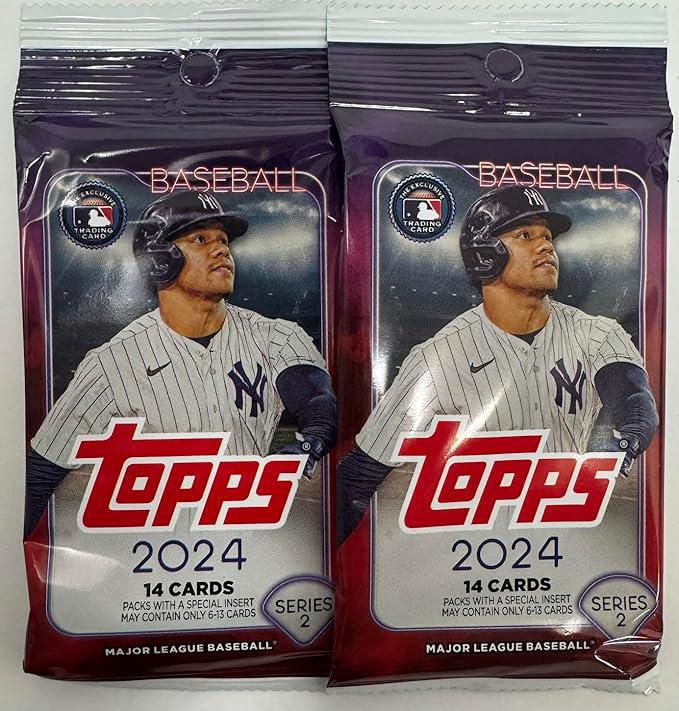 BASEBALL
THE EXCLUSIVE
TRADING
CARD
NY
NY
TOPPS
2024
14 CARDS
PACKS WITH A SPECIAL INSERT
MAY CONTAIN ONLY 6-13 CARDS
SERIES
2
MAJOR LEAGUE BASEBALL®
BASEBALL
THE EXCLUSIVE
TRADING
CARD
NY
NY
TOPPS
2024
14 CARDS
PACKS WITH A SPECIAL INSERT
MAY CONTAIN ONLY 6-13 CARDS
SERIES
2
MAJOR LEAGUE BASEBALL®